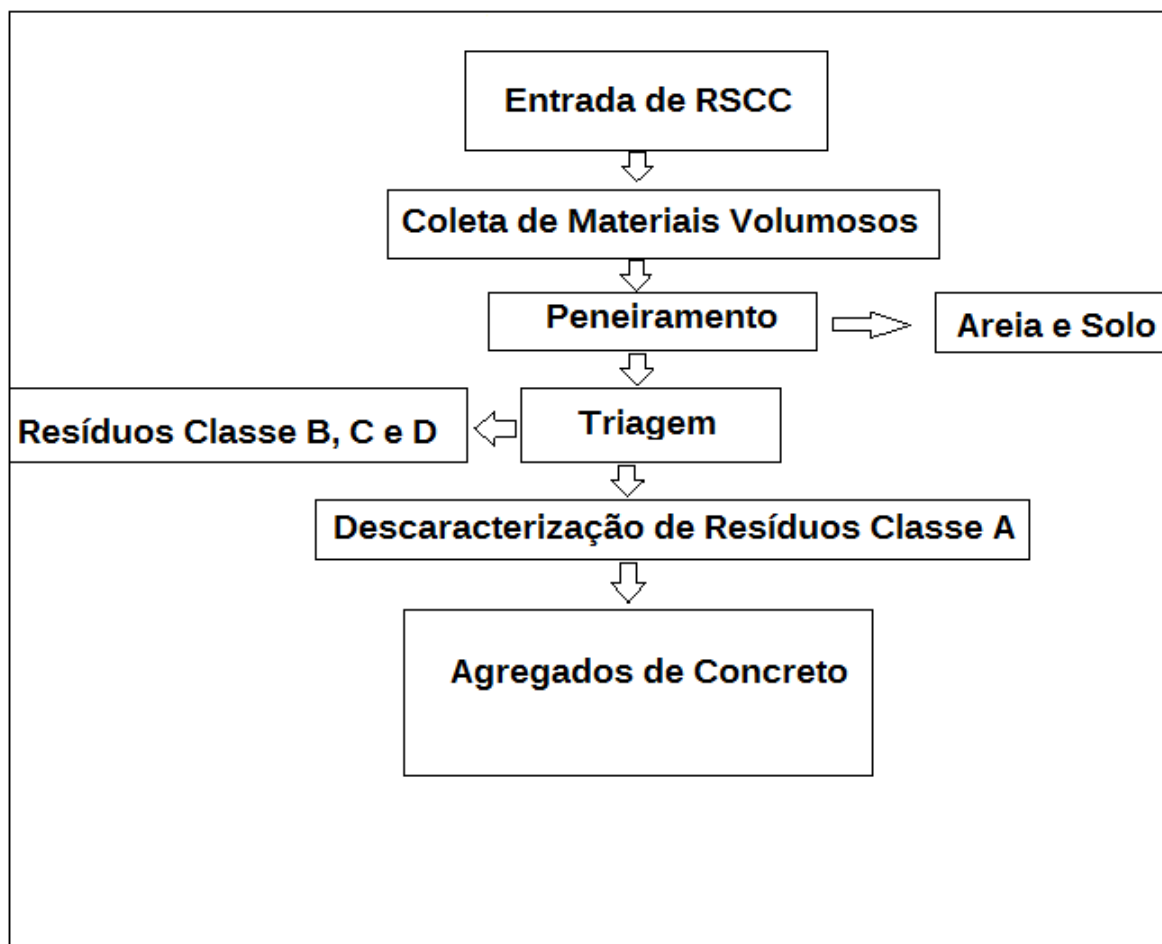 Entrada de RSCC
Coleta de Materiais Volumosos
Peneiramento
Areia e Solo
Triagem
Resíduos Classe B, C e D
Descaracterização de Resíduos Classe A
Agregados de Concreto